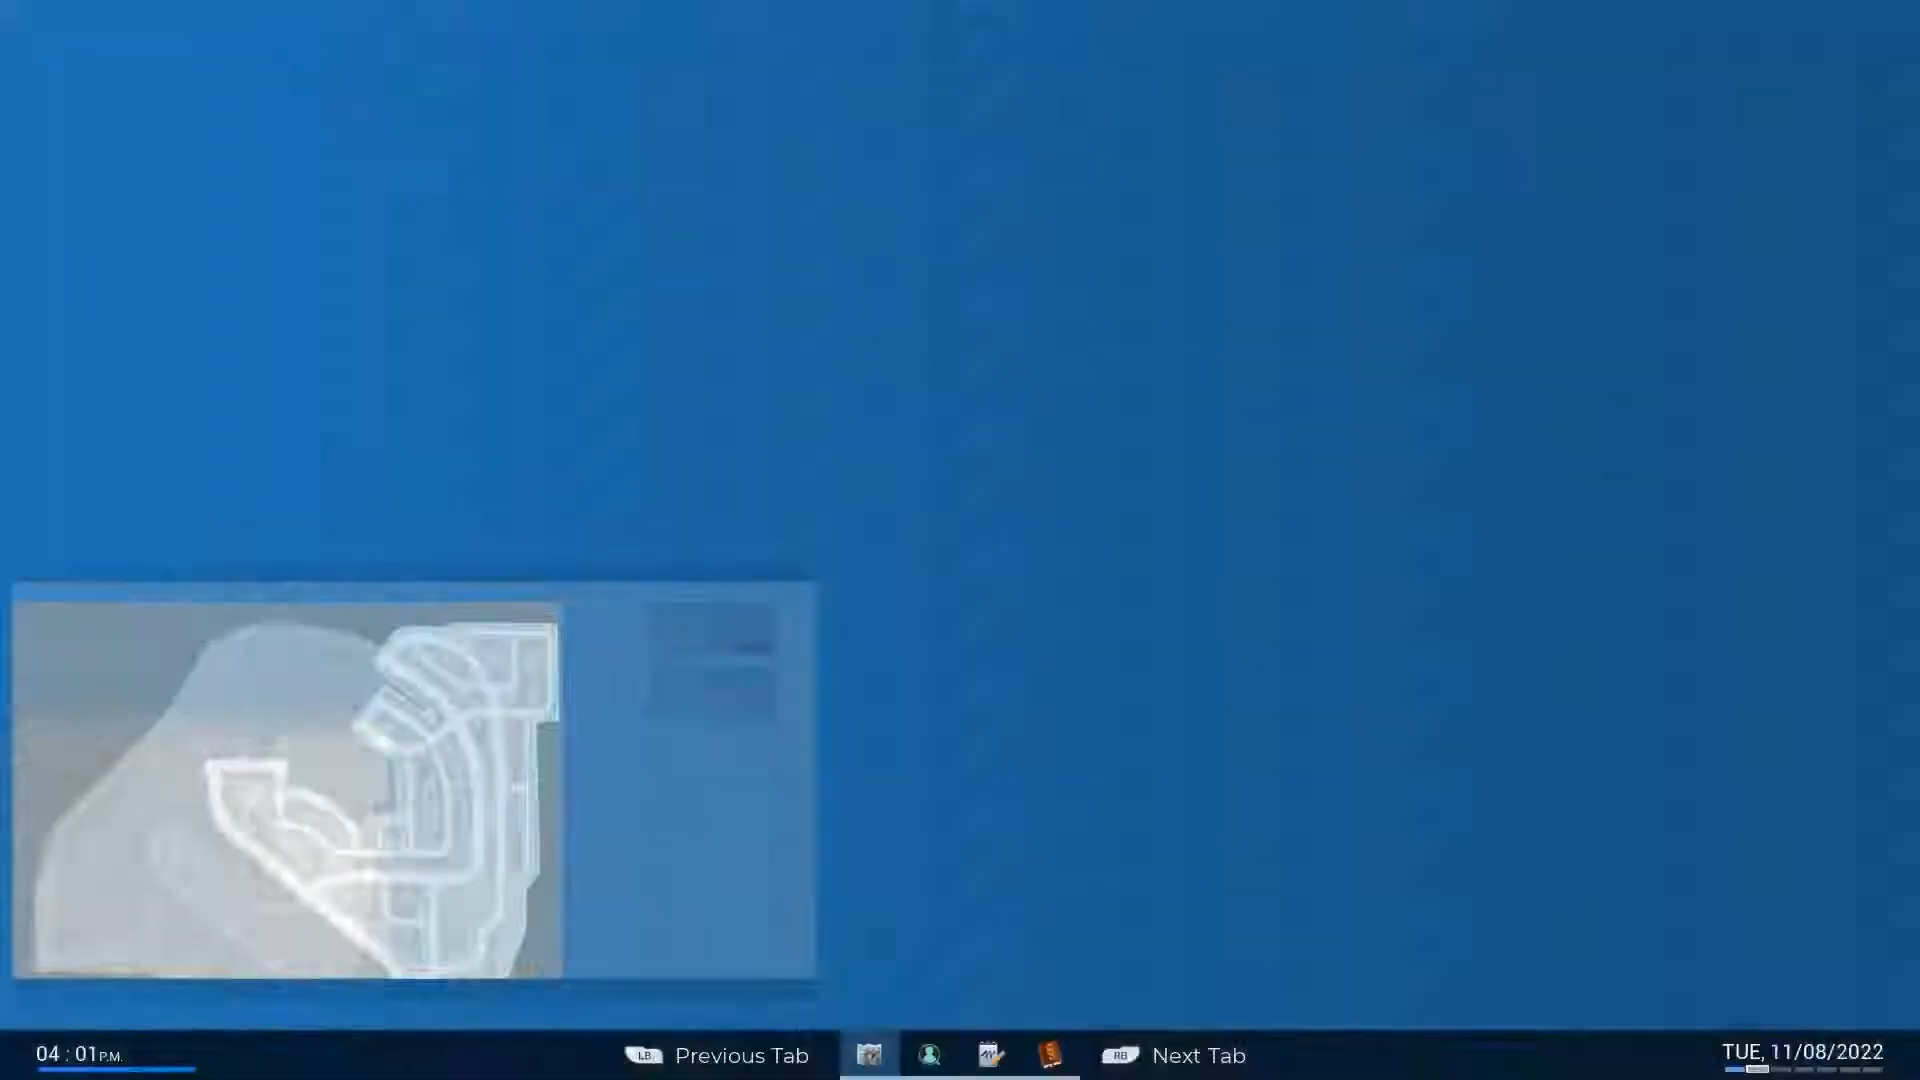 04 : 01 P.M.
LB Previous Tab
RB Next Tab
TUE, 11/08/2022